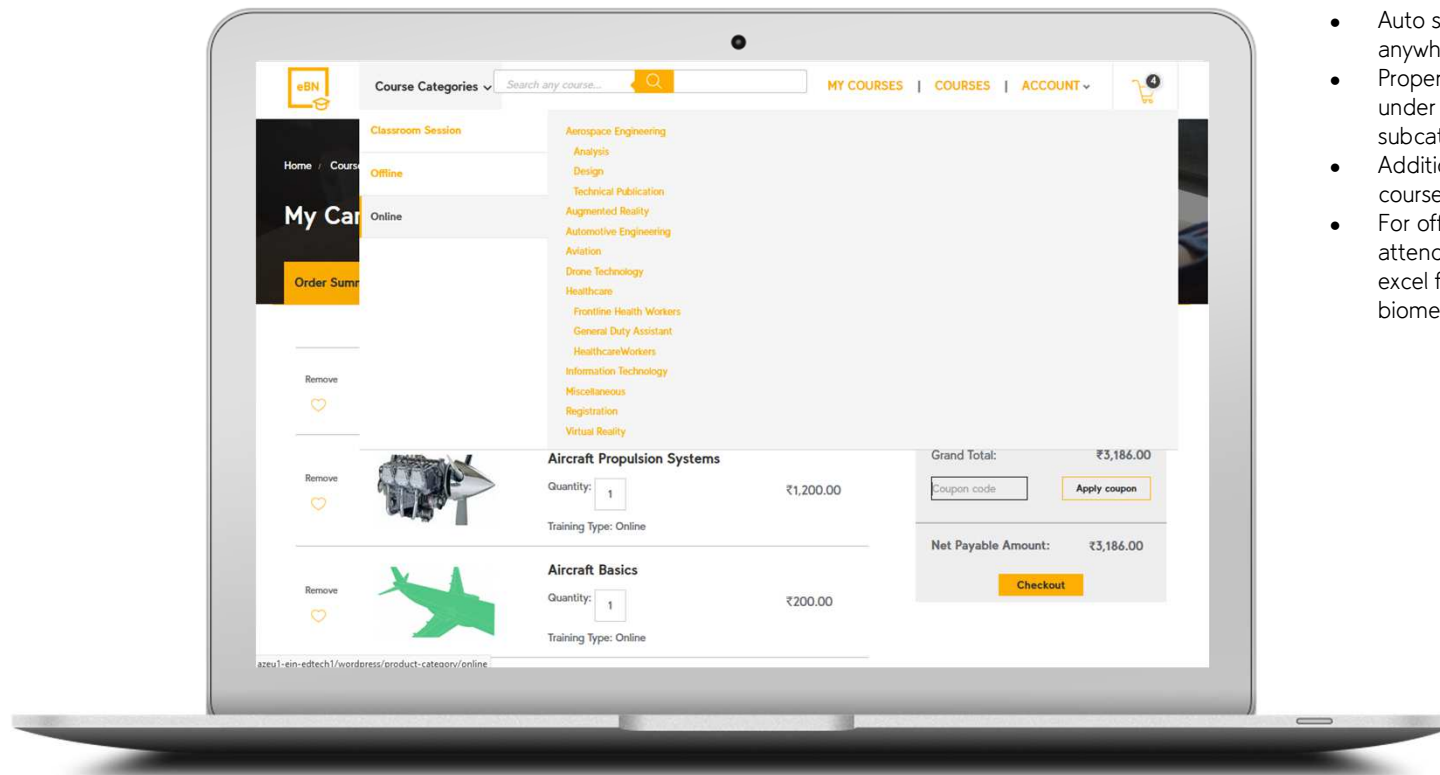 eBN
Course Categories
Search any course...
MY COURSES | COURSES | ACCOUNT
4
Classroom Session
Offline
Online
Aerospace Engineering
Analysis
Design
Technical Publication
Augmented Reality
Automotive Engineering
Aviation
Drone Technology
Healthcare
Frontline Health Workers
General Duty Assistant
HealthcareWorkers
Information Technology
Miscellaneous
Registration
Virtual Reality
Home / Cours
My Car
Order Sum
Remove
Remove
Aircraft Propulsion Systems
Quantity: 1
₹1,200.00
Training Type: Online
Remove
Aircraft Basics
Quantity: 1
₹200.00
Training Type: Online
Grand Total: ₹3,186.00
Coupon code
Apply coupon
Net Payable Amount: ₹3,186.00
Checkout
azeu1-ein-edtech1/wordpress/product-category/online
• Auto s
anywh
• Proper
under
subcat
• Additi
course
• For off
attend
excel f
biome